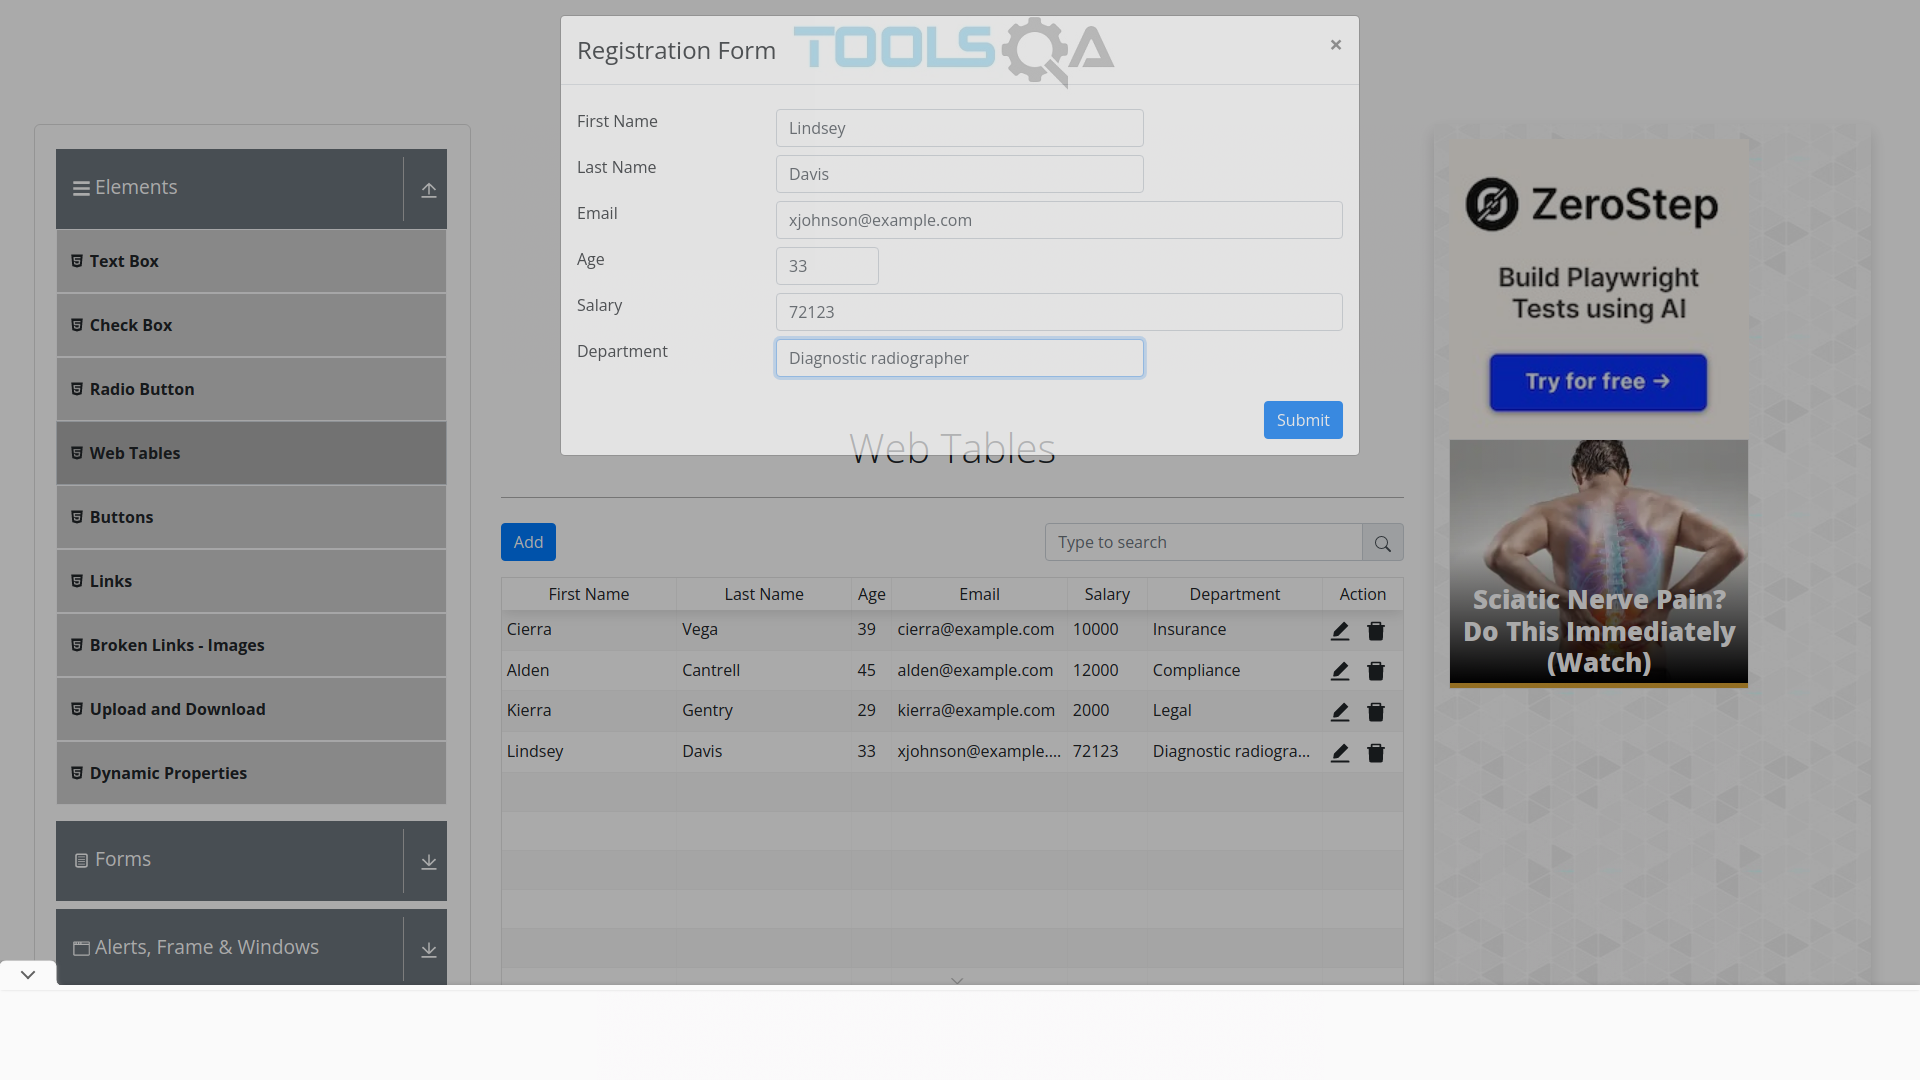 TOOLSQA
Registration Form
×
First Name
Lindsey
Last Name
Davis
Email
xjohnson@example.com
Age
33
Salary
72123
Department
Diagnostic radiographer
Submit
Elements
Text Box
Check Box
Radio Button
Web Tables
Buttons
Links
Broken Links - Images
Upload and Download
Dynamic Properties
Forms
Alerts, Frame & Windows
Web Tables
Add
Type to search
First Name Last Name Age Email Salary Department Action
Cierra Vega 39 cierra@example.com 10000 Insurance
Alden Cantrell 45 alden@example.com 12000 Compliance
Kierra Gentry 29 kierra@example.com 2000 Legal
Lindsey Davis 33 xjohnson@example.... 72123 Diagnostic radiogra...
ZeroStep
Build Playwright
Tests using AI
Try for free →
Sciatic Nerve Pain?
Do This Immediately
(Watch)